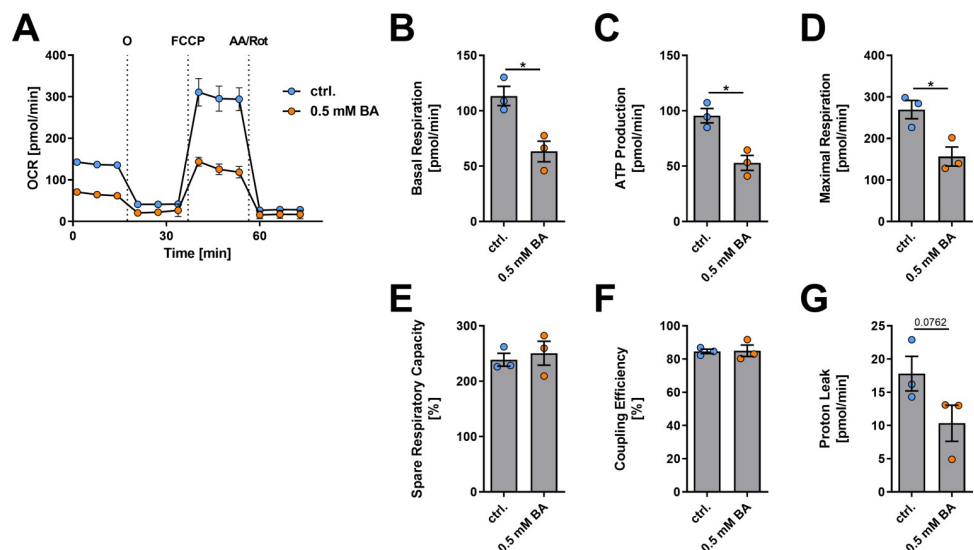 A
O
FCCP
AA/Rot
400
300
200
100
0
OCR [pmol/min]
0
30
60
Time [min]
ctrl.
0.5 mM BA
B
150
100
50
0
Basal Respiration
[pmol/min]
*
ctrl.
0.5 mM BA
C
150
100
50
0
ATP Production
[pmol/min]
*
ctrl.
0.5 mM BA
D
400
300
200
100
0
Maximal Respiration
[pmol/min]
*
ctrl.
0.5 mM BA
E
300
200
100
0
Spare Respiratory Capacity
[%]
ctrl.
0.5 mM BA
F
100
80
60
40
20
0
Coupling Efficiency
[%]
ctrl.
0.5 mM BA
G
25
20
15
10
5
0
Proton Leak
[pmol/min]
0.0762
ctrl.
0.5 mM BA